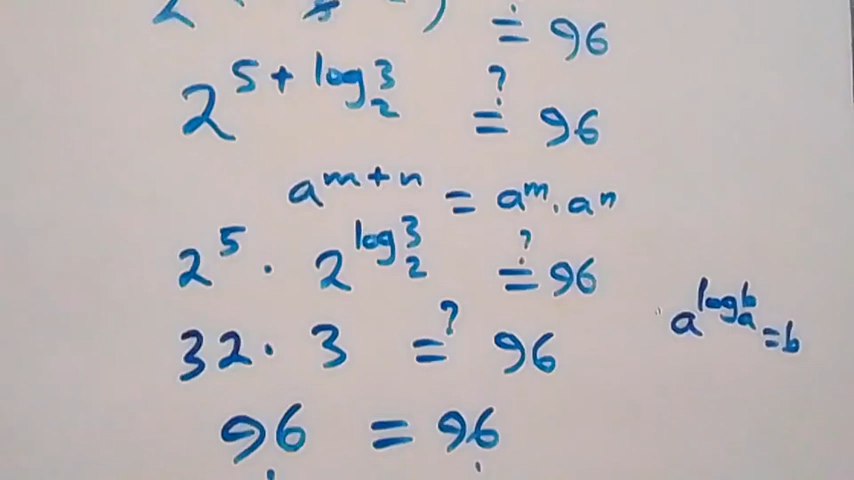 ≟ 96
2^(5 + log_2 3) ≟ 96
a^(m+n) = a^m . a^n
2^5 . 2^(log_2 3) ≟ 96
a^(log_a b) = b
32 . 3 ≟ 96
96 = 96